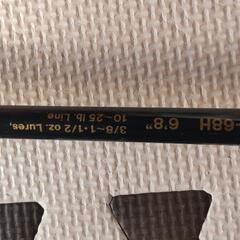 -68H 6'8"
10-25 lb. Line
3/8-1•1/2 oz. Lures,